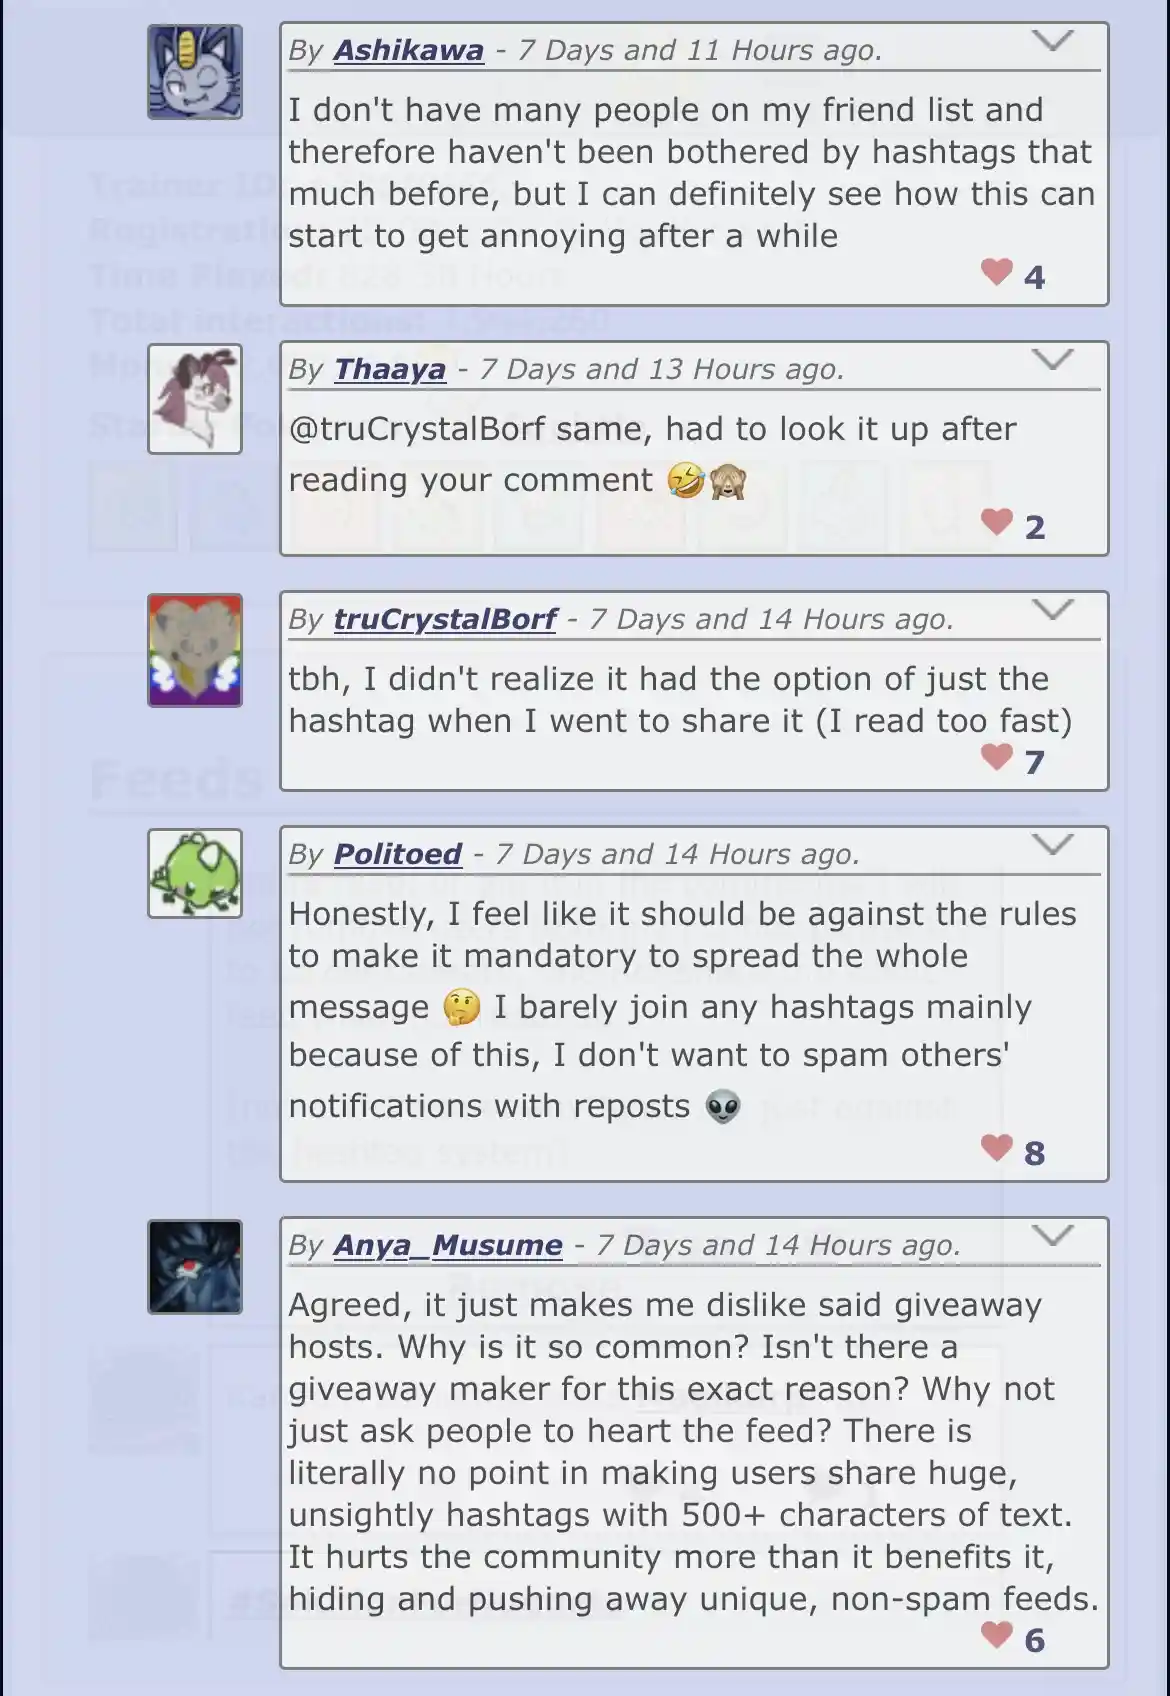 By Ashikawa - 7 Days and 11 Hours ago.
I don't have many people on my friend list and
therefore haven't been bothered by hashtags that
much before, but I can definitely see how this can
start to get annoying after a while
4
By Thaaya - 7 Days and 13 Hours ago.
@truCrystalBorf same, had to look it up after
reading your comment 🤣🙈
2
By truCrystalBorf - 7 Days and 14 Hours ago.
tbh, I didn't realize it had the option of just the
hashtag when I went to share it (I read too fast)
7
Feeds
By Politoed - 7 Days and 14 Hours ago.
Honestly, I feel like it should be against the rules
to make it mandatory to spread the whole
message 🤔 I barely join any hashtags mainly
because of this, I don't want to spam others'
notifications with reposts 👽
8
By Anya_Musume - 7 Days and 14 Hours ago.
Agreed, it just makes me dislike said giveaway
hosts. Why is it so common? Isn't there a
giveaway maker for this exact reason? Why not
just ask people to heart the feed? There is
literally no point in making users share huge,
unsightly hashtags with 500+ characters of text.
It hurts the community more than it benefits it,
hiding and pushing away unique, non-spam feeds.
6